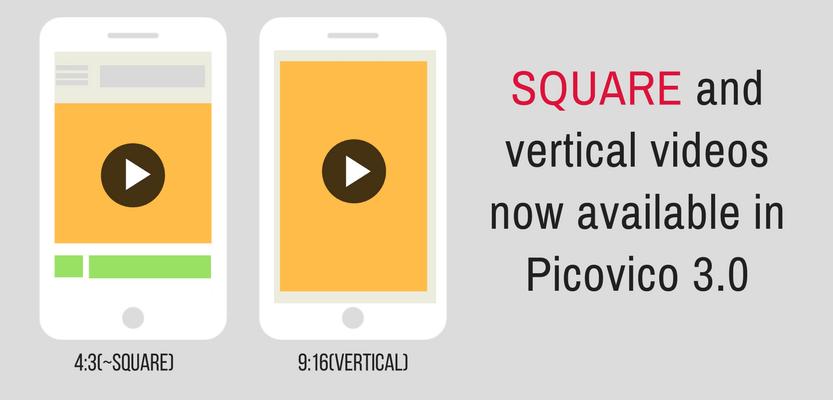 SQUARE and
vertical videos
now available in
Picovico 3.0
4:3(~SQUARE)
9:16(VERTICAL)